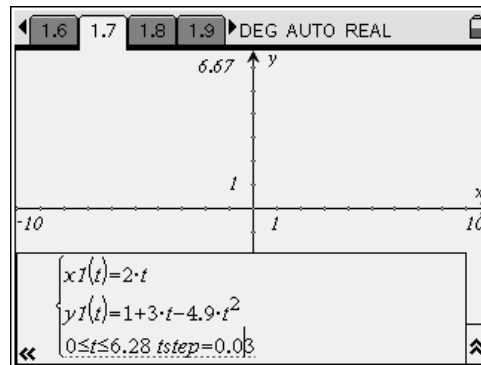 1.6 1.7 1.8 1.9 DEG AUTO REAL
6.67 y
1
x
-10 1 10
x1(t)=2·t
y1(t)=1+3·t-4.9·t²
0≤t≤6.28 tstep=0.03